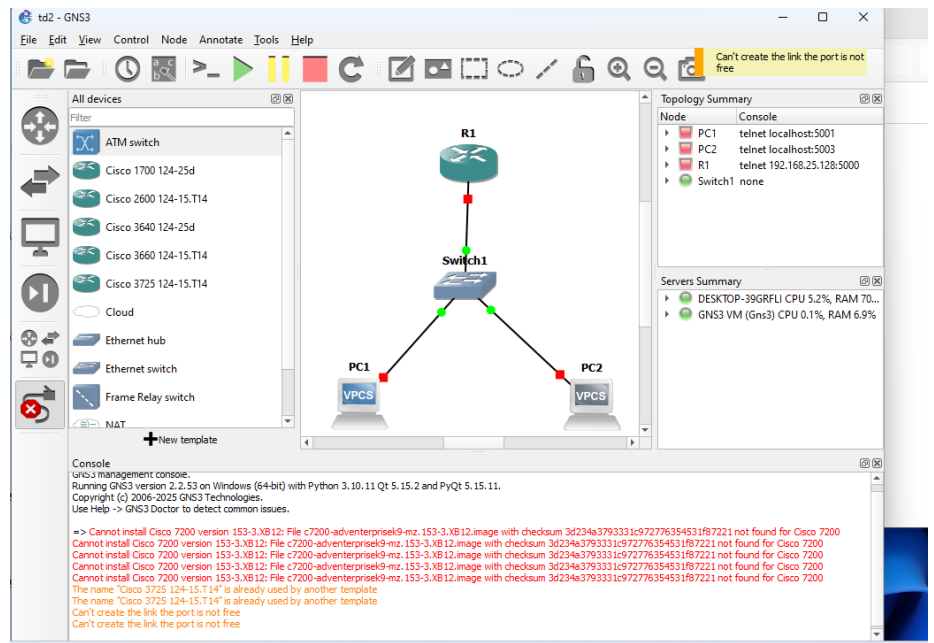 td2 - GNS3
File Edit View Control Node Annotate Tools Help
Can't create the link the port is not
free
All devices
Filter
ATM switch
Cisco 1700 124-25d
Cisco 2600 124-15.T14
Cisco 3640 124-25d
Cisco 3660 124-15.T14
Cisco 3725 124-15.T14
Cloud
Ethernet hub
Ethernet switch
Frame Relay switch
NAT
New template
R1
Switch1
PC1
PC2
VPCS
VPCS
Topology Summary
Node Console
PC1 telnet localhost:5001
PC2 telnet localhost:5003
R1 telnet 192.168.25.128:5000
Switch1 none
Servers Summary
DESKTOP-39GRFLI CPU 5.2%, RAM 70...
GNS3 VM (Gns3) CPU 0.1%, RAM 6.9%
Console
GNS3 management console.
Running GNS3 version 2.2.53 on Windows (64-bit) with Python 3.10.11 Qt 5.15.2 and PyQt 5.15.11.
Copyright (c) 2006-2025 GNS3 Technologies.
Use Help -> GNS3 Doctor to detect common issues.
=> Cannot install Cisco 7200 version 153-3.XB12: File c7200-adventerprisek9-mz.153-3.XB12.image with checksum 3d234a3793331c972776354531f87221 not found for Cisco 7200
Cannot install Cisco 7200 version 153-3.XB12: File c7200-adventerprisek9-mz.153-3.XB12.image with checksum 3d234a3793331c972776354531f87221 not found for Cisco 7200
Cannot install Cisco 7200 version 153-3.XB12: File c7200-adventerprisek9-mz.153-3.XB12.image with checksum 3d234a3793331c972776354531f87221 not found for Cisco 7200
Cannot install Cisco 7200 version 153-3.XB12: File c7200-adventerprisek9-mz.153-3.XB12.image with checksum 3d234a3793331c972776354531f87221 not found for Cisco 7200
Cannot install Cisco 7200 version 153-3.XB12: File c7200-adventerprisek9-mz.153-3.XB12.image with checksum 3d234a3793331c972776354531f87221 not found for Cisco 7200
The name "Cisco 3725 124-15.T14" is already used by another template
The name "Cisco 3725 124-15.T14" is already used by another template
Can't create the link the port is not free
Can't create the link the port is not free